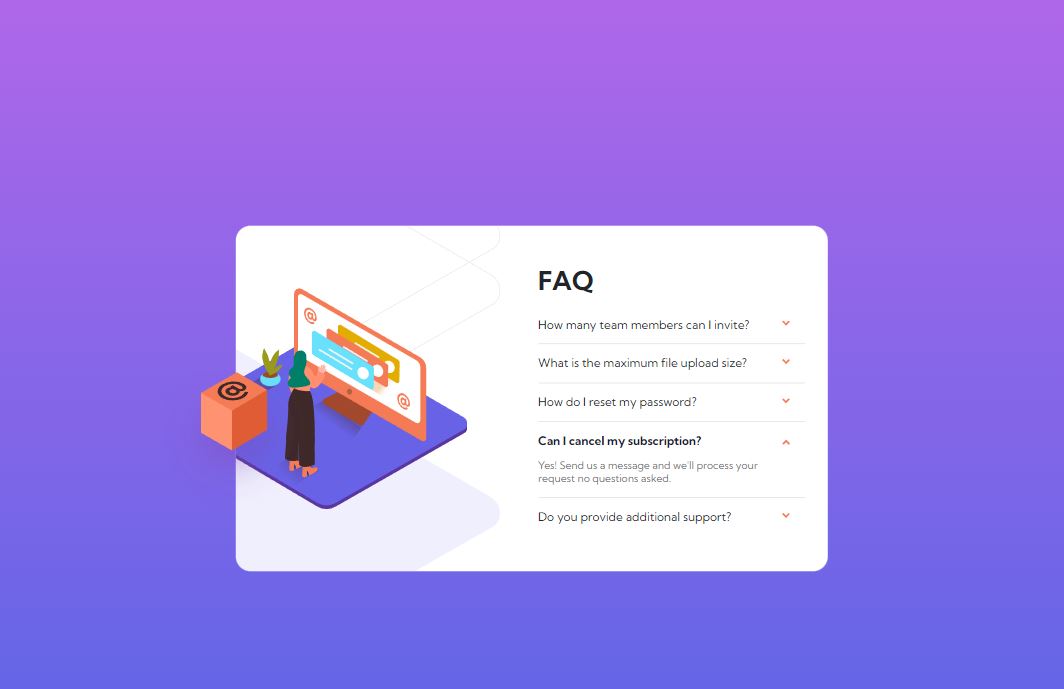 FAQ
How many team members can I invite?
What is the maximum file upload size?
How do I reset my password?
Can I cancel my subscription?
Yes! Send us a message and we'll process your
request no questions asked.
Do you provide additional support?